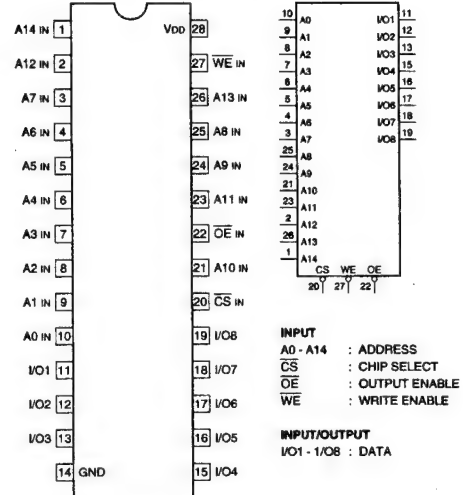 A14 IN 1
A12 IN 2
A7 IN 3
A6 IN 4
A5 IN 5
A4 IN 6
A3 IN 7
A2 IN 8
A1 IN 9
A0 IN 10
I/O1 11
I/O2 12
I/O3 13
14 GND
VDD 28
27 WE IN
26 A13 IN
25 A8 IN
24 A9 IN
23 A11 IN
22 OE IN
21 A10 IN
20 CS IN
19 I/O8
18 I/O7
17 I/O6
16 I/O5
15 I/O4
10 A0
9 A1
8 A2
7 A3
6 A4
5 A5
4 A6
3 A7
25 A8
24 A9
21 A10
23 A11
2 A12
26 A13
1 A14
I/O1 11
I/O2 12
I/O3 13
I/O4 15
I/O5 16
I/O6 17
I/O7 18
I/O8 19
CS WE OE
20 27 22
INPUT
A0 - A14 : ADDRESS
CS : CHIP SELECT
OE : OUTPUT ENABLE
WE : WRITE ENABLE
INPUT/OUTPUT
I/O1 - I/O8 : DATA